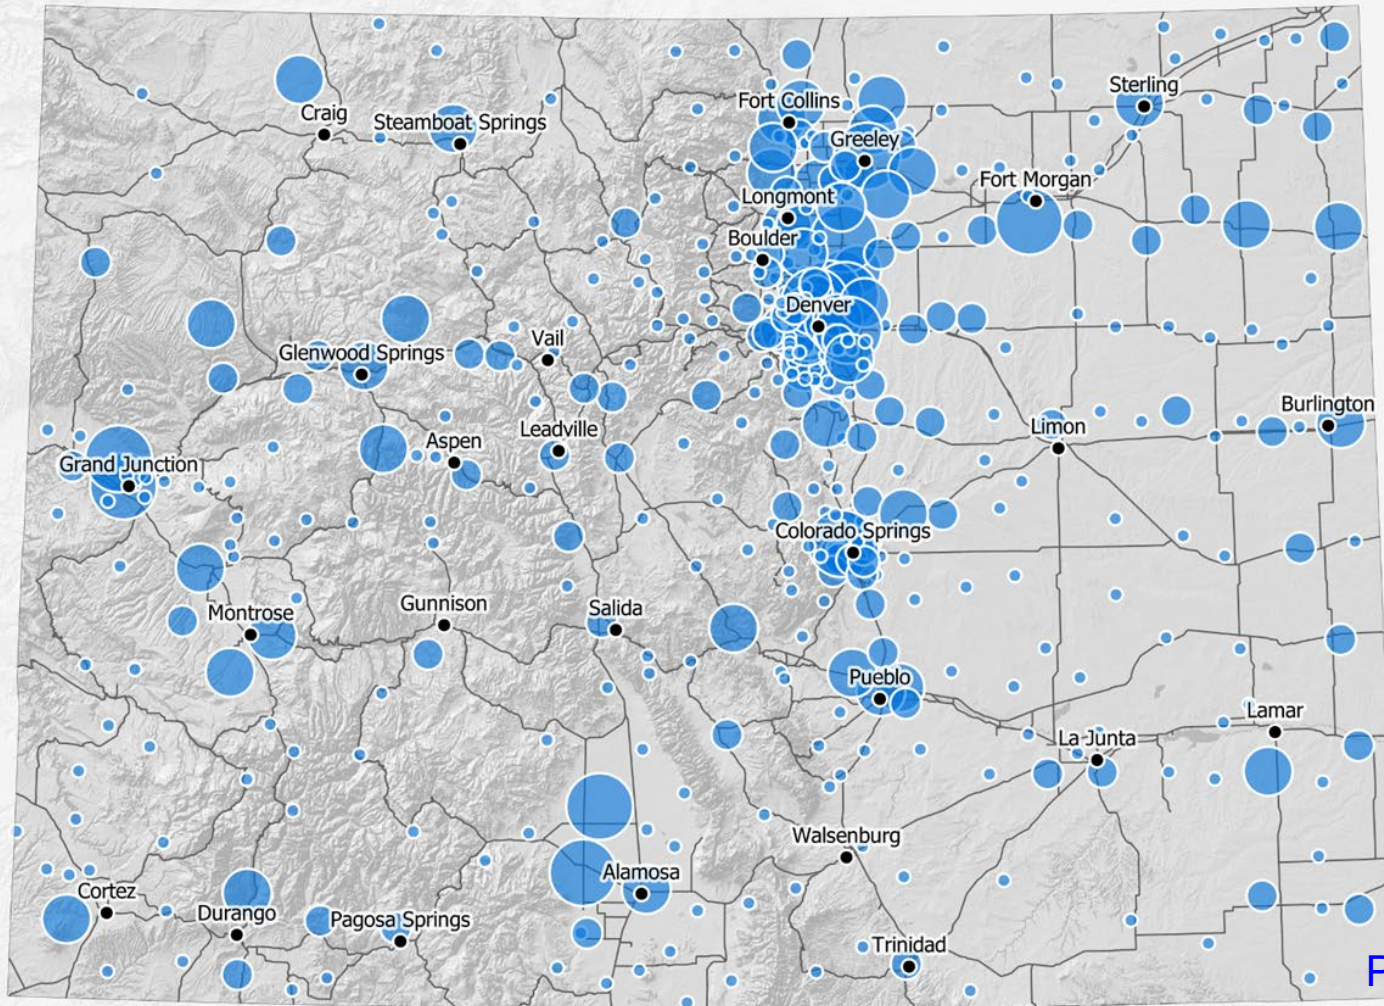 Sterling
Fort Collins
Craig
Steamboat Springs
Greeley
Fort Morgan
Longmont
Boulder
Denver
Vail
Glenwood Springs
Burlington
Limon
Leadville
Aspen
Grand Junction
Colorado Springs
Gunnison
Salida
Montrose
Pueblo
Lamar
La Junta
Walsenburg
Alamosa
Cortez
Durango
Pagosa Springs
Trinidad